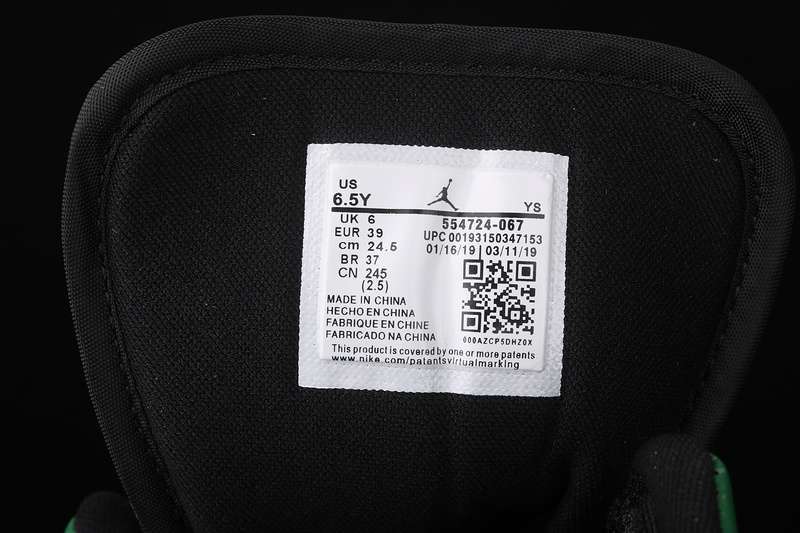 US
6.5Y
YS
UK 6
EUR 39
cm 24.5
BR 37
CN 245
(2.5)
554724-067
UPC 00193150347153
01/16/19 | 03/11/19
000AZCP5DHZ0X
MADE IN CHINA
HECHO EN CHINA
FABRIQUE EN CHINE
FABRICADO NA CHINA
This product is covered by one or more patents
www.nike.com/patentsvirtualmarking